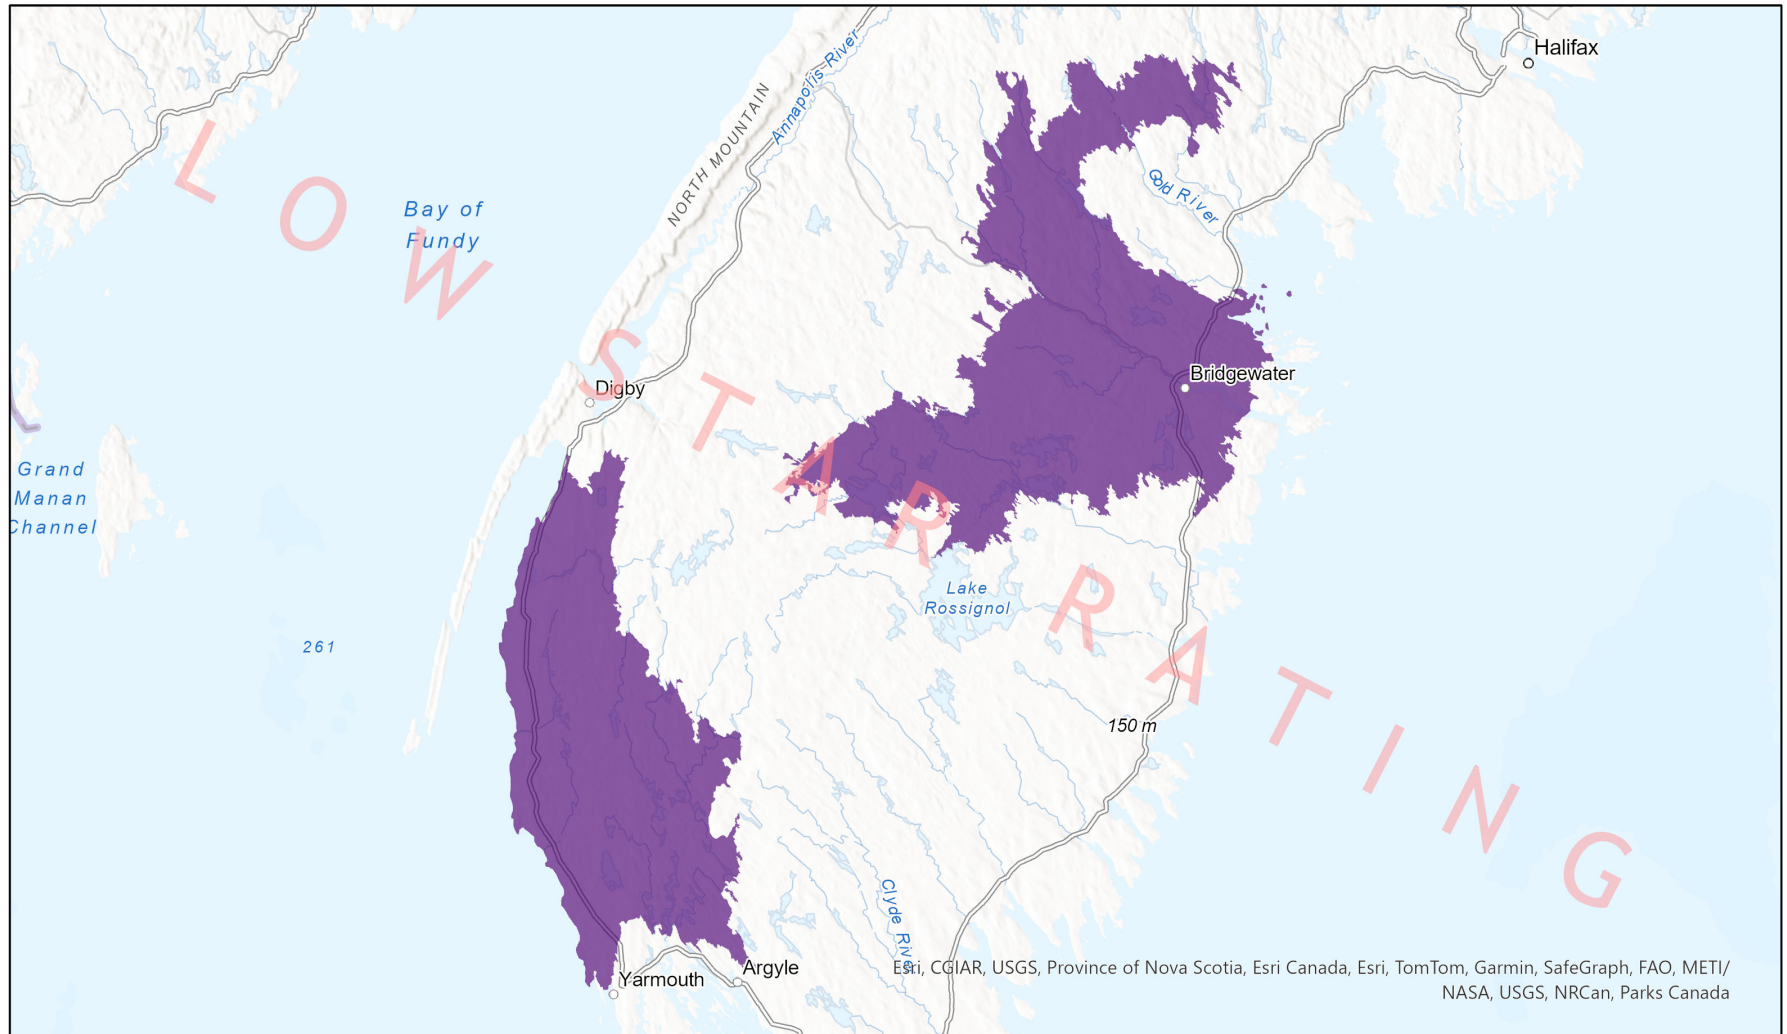 Halifax
Annapolis River
NORTH MOUNTAIN
Gold River
Bay of
Fundy
LOW STAR RATING
Bridgewater
Digby
Grand
Manan
Channel
Lake
Rossignol
261
150 m
Clyde River
Argyle
Yarmouth
Esri, CGIAR, USGS, Province of Nova Scotia, Esri Canada, Esri, TomTom, Garmin, SafeGraph, FAO, METI/
NASA, USGS, NRCan, Parks Canada